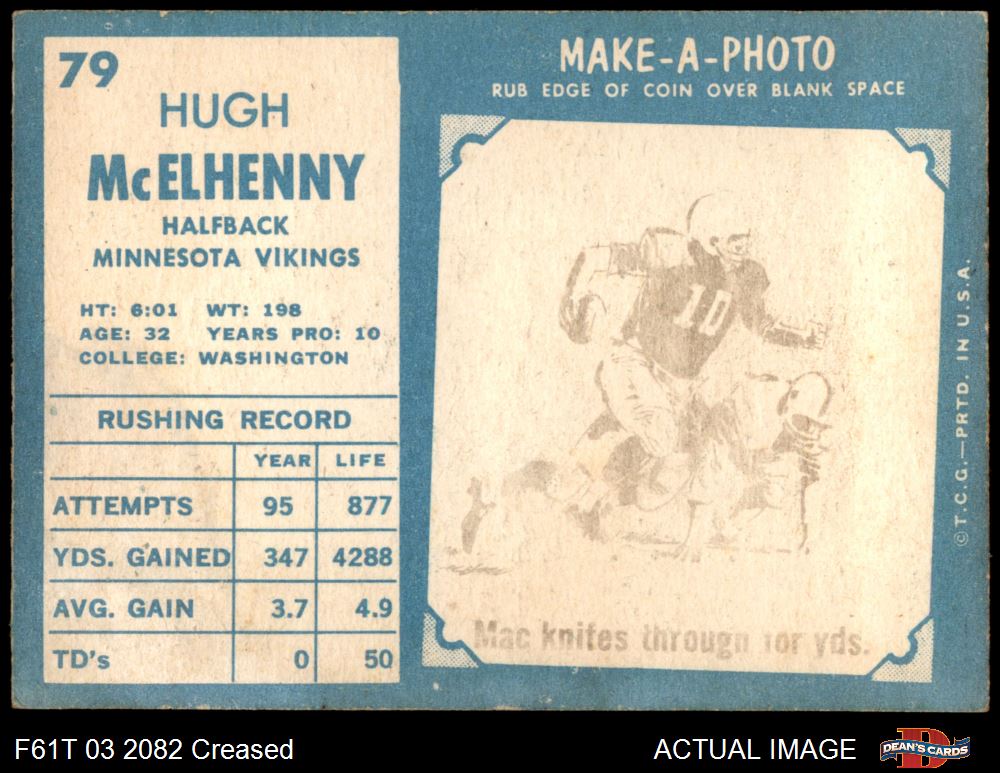 79
HUGH
McELHENNY
HALFBACK
MINNESOTA VIKINGS
HT: 6:01 WT: 198
AGE: 32 YEARS PRO: 10
COLLEGE: WASHINGTON
RUSHING RECORD
YEAR LIFE
ATTEMPTS 95 877
YDS. GAINED 347 4288
AVG. GAIN 3.7 4.9
TD's 0 50
MAKE-A-PHOTO
RUB EDGE OF COIN OVER BLANK SPACE
10
Mac knifes through for yds.
©T.C.G.—PRTD. IN U.S.A.
F61T 03 2082 Creased
ACTUAL IMAGE
DEAN'S CARDS